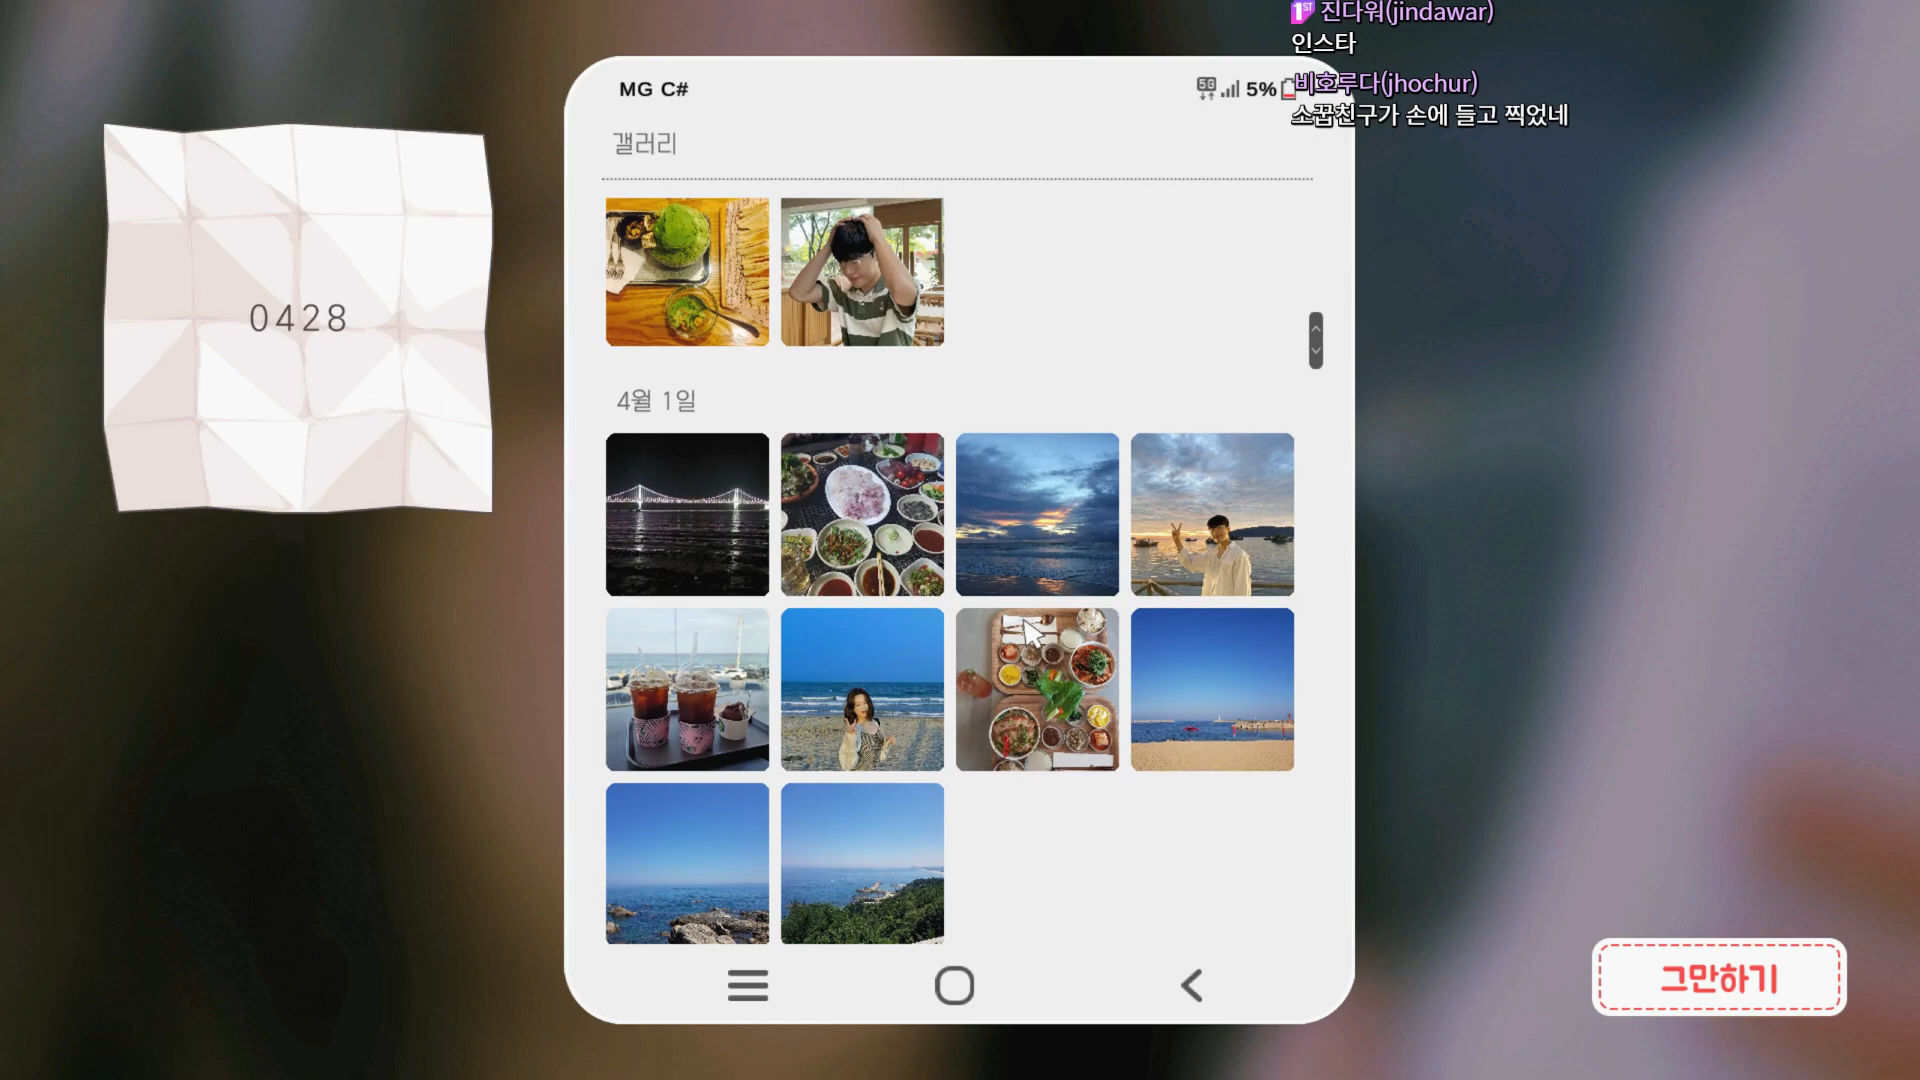 1ST 진다워(jindawar)
인스타
비호루다(jhochur)
소꿉친구가 손에 들고 찍었네
MG C#
5G 5%
갤러리
0428
4월 1일
그만하기